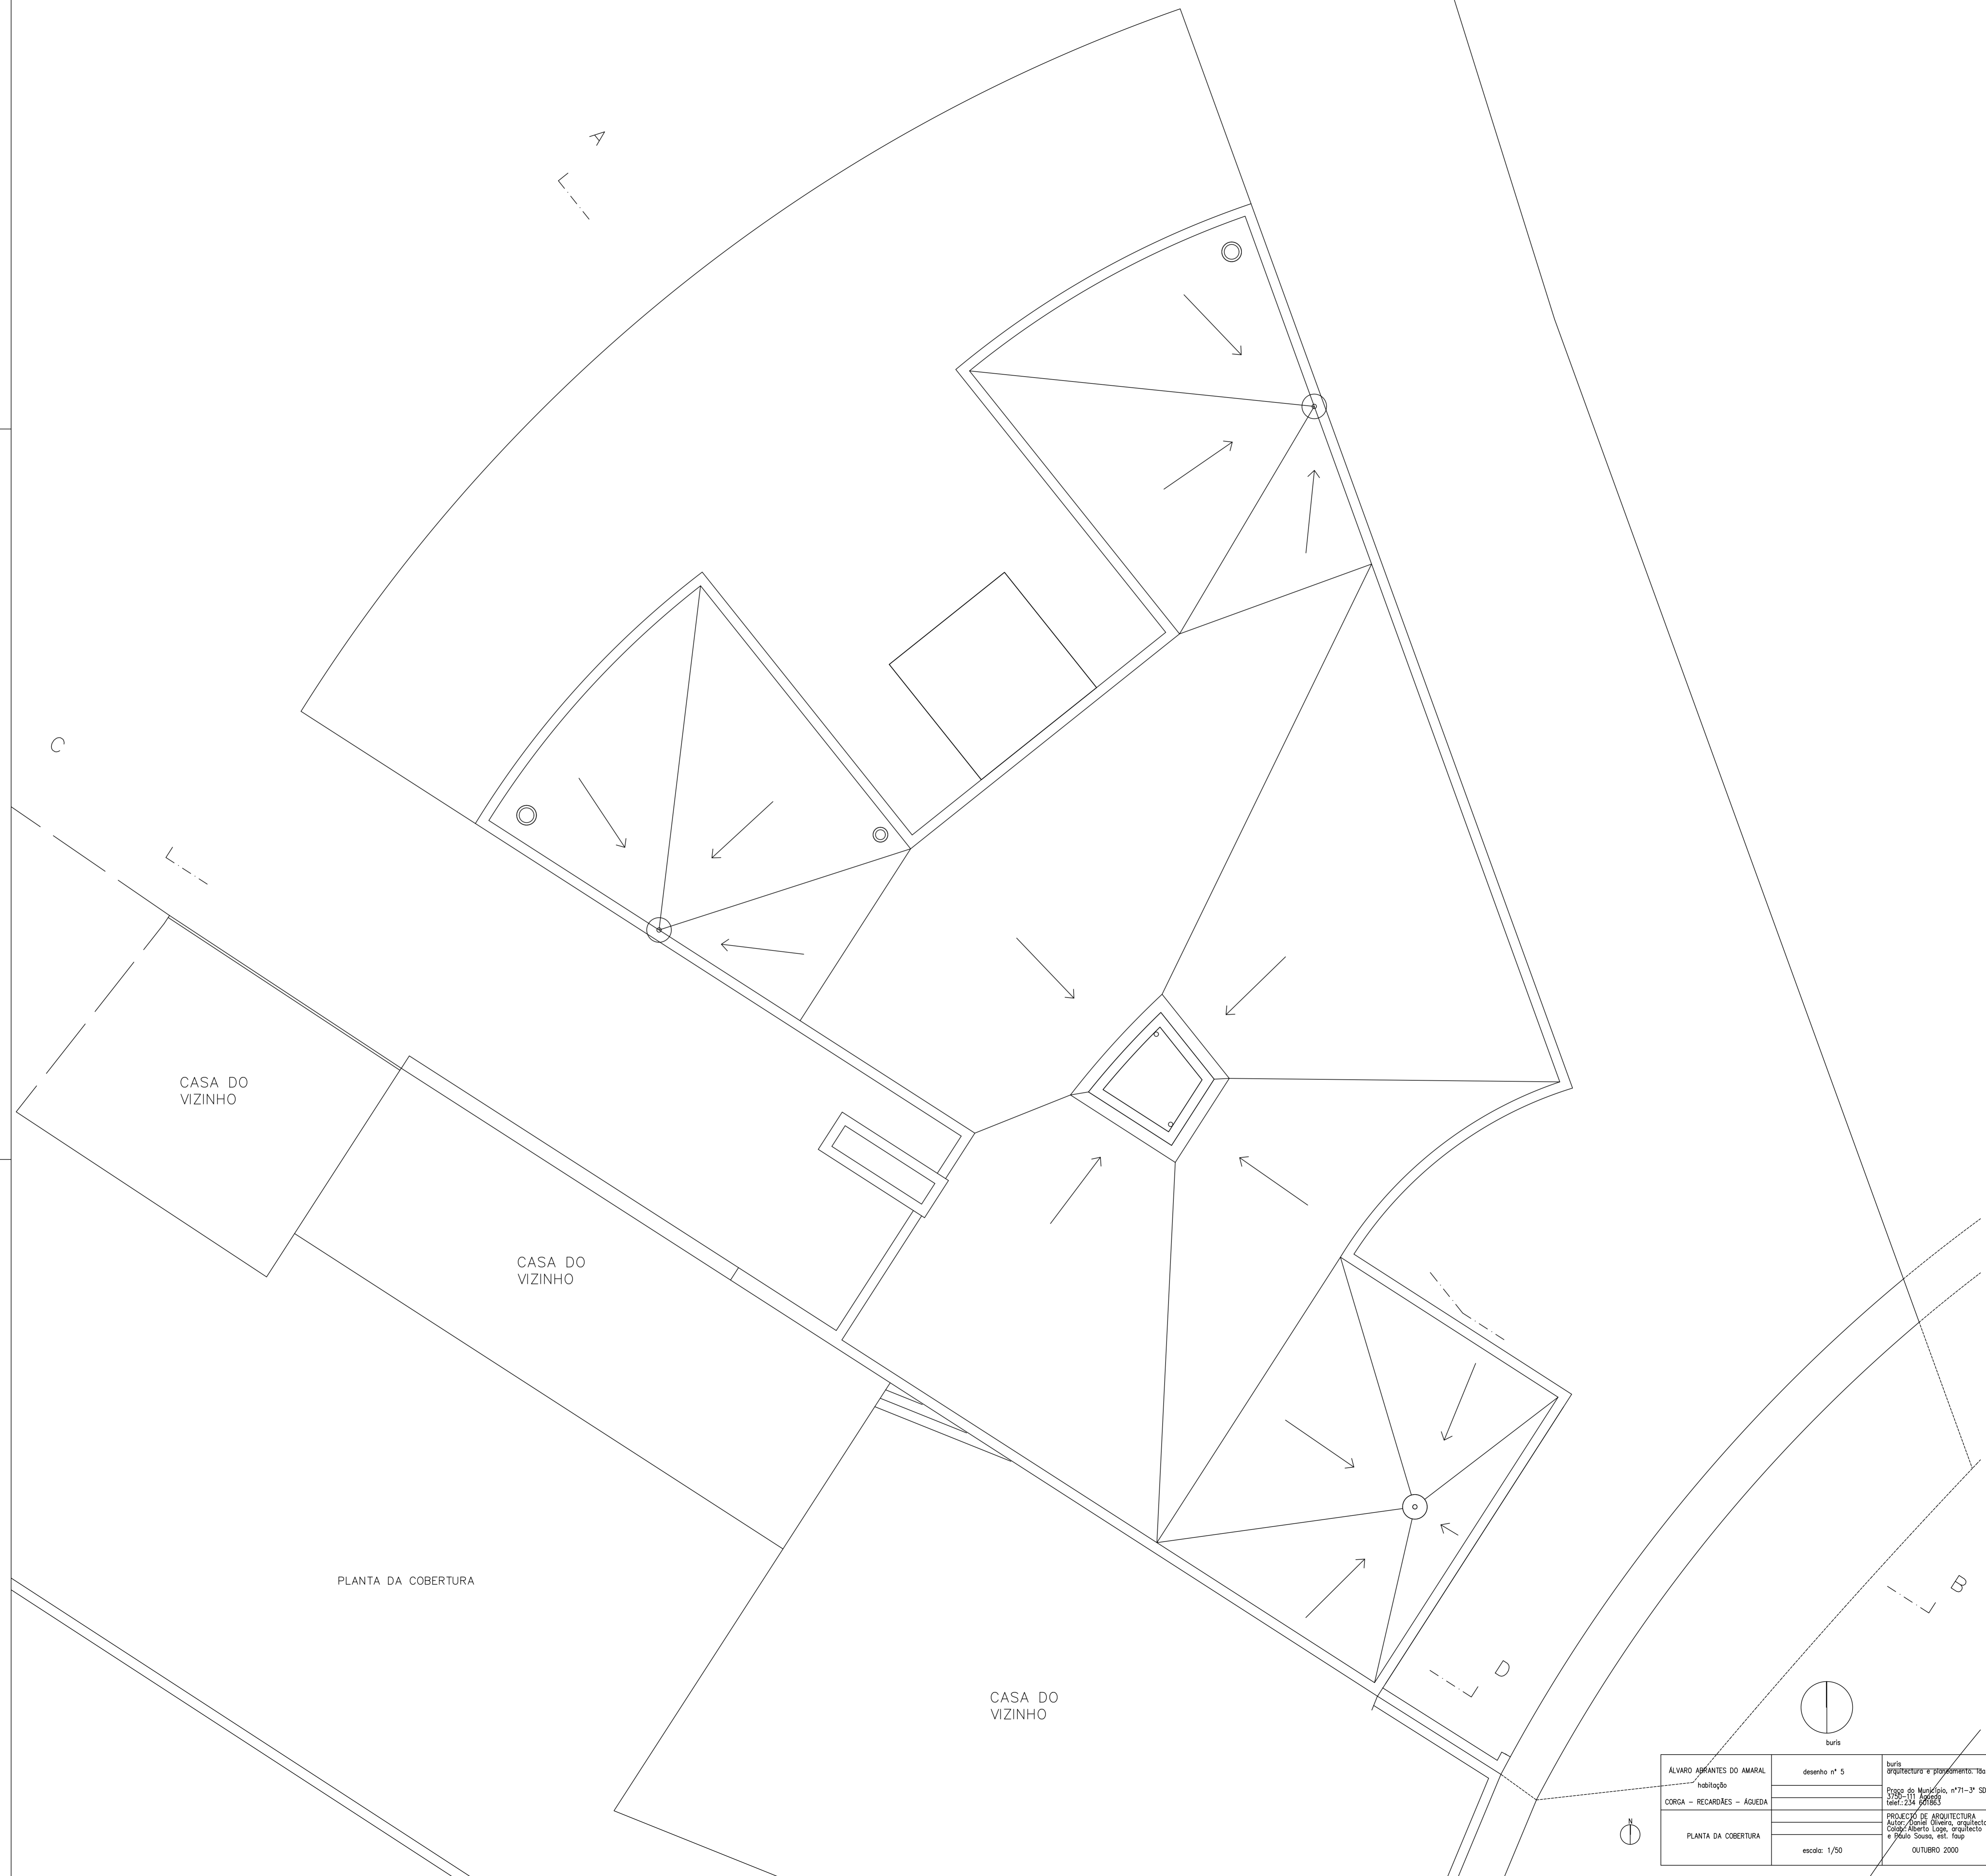 A
C
CASA DO
VIZINHO
CASA DO
VIZINHO
PLANTA DA COBERTURA
CASA DO
VIZINHO
B
D
buris
N
ÁLVARO ABRANTES DO AMARAL
habitação
CORGA - RECARDÃES - ÁGUEDA
PLANTA DA COBERTURA
desenho nº 5
escala: 1/50
buris
arquitectura e planeamento. lda
Praça do Município, nº71-3º SD
3750-111 Águeda
telef.: 234 601863
PROJECTO DE ARQUITECTURA
Autor: Daniel Oliveira, arquitecto
Colab: Alberto Lage, arquitecto
e Paulo Sousa, est. faup
OUTUBRO 2000